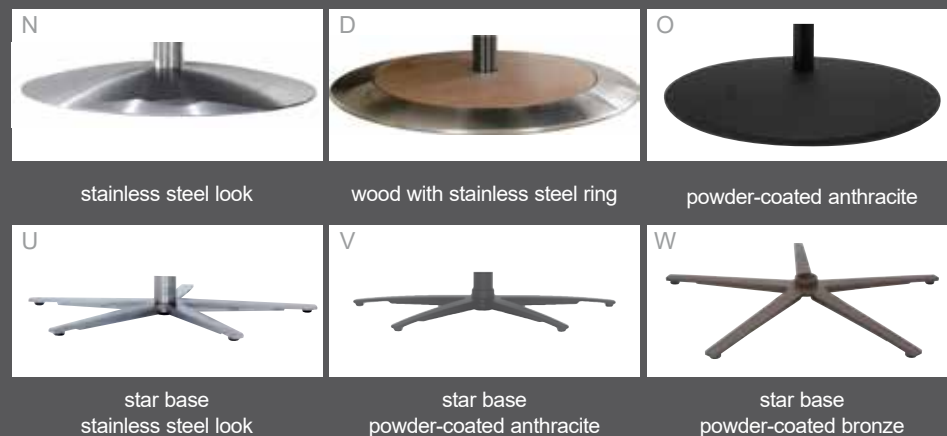 N
D
O
stainless steel look
wood with stainless steel ring
powder-coated anthracite
U
V
W
star base
stainless steel look
star base
powder-coated anthracite
star base
powder-coated bronze